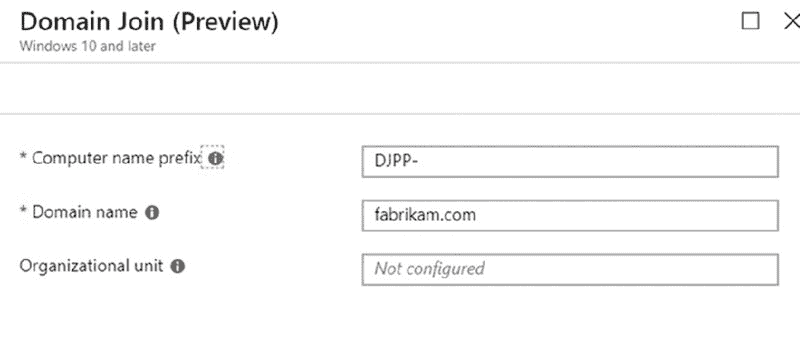 Domain Join (Preview)
Windows 10 and later
* Computer name prefix DJPP-
* Domain name fabrikam.com
Organizational unit Not configured